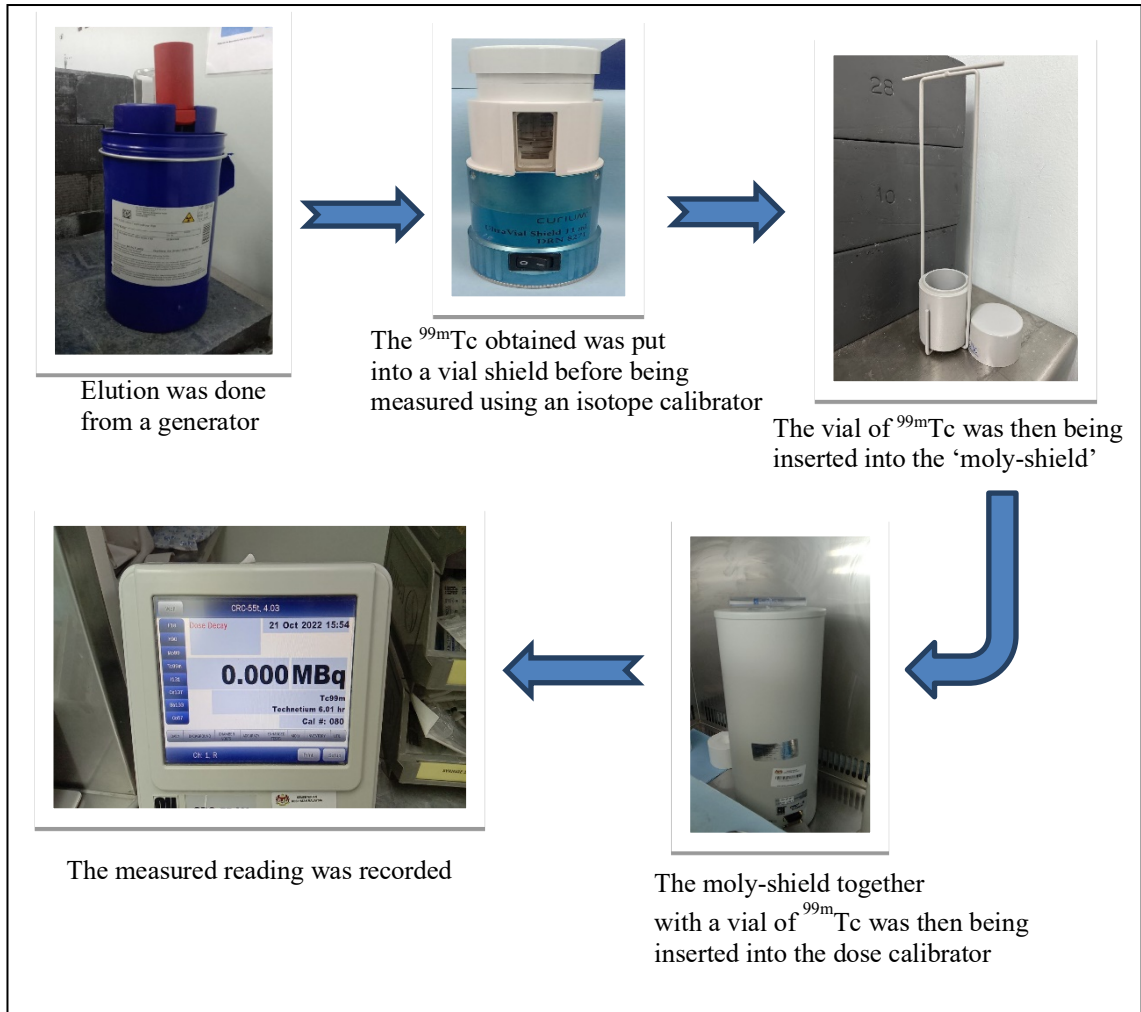 Elution was done
from a generator
CURIUM
UltraVial Shield 11 ml
DRN 8271
The ⁹⁹ᵐTc obtained was put
into a vial shield before being
measured using an isotope calibrator
28
10
The vial of ⁹⁹ᵐTc was then being
inserted into the ‘moly-shield’
CRC-55t, 4.03
Dose Decay
21 Oct 2022 15:54
0.000 MBq
Tc99m
Technetium 6.01 hr
Cal #: 080
Tc99m
The measured reading was recorded
The moly-shield together
with a vial of ⁹⁹ᵐTc was then being
inserted into the dose calibrator